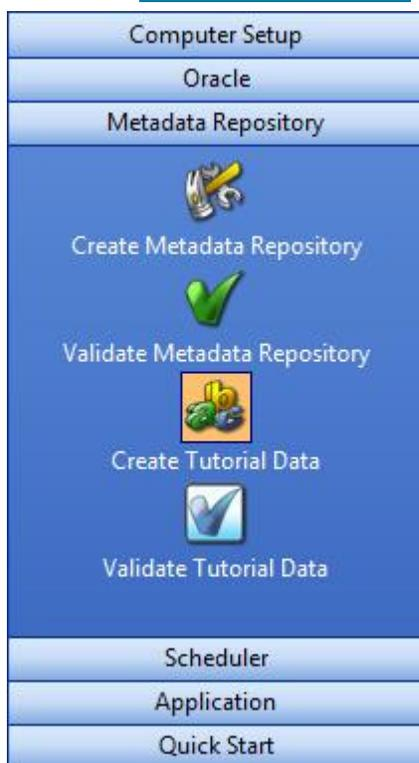 Computer Setup
Oracle
Metadata Repository
Create Metadata Repository
Validate Metadata Repository
Create Tutorial Data
Validate Tutorial Data
Scheduler
Application
Quick Start